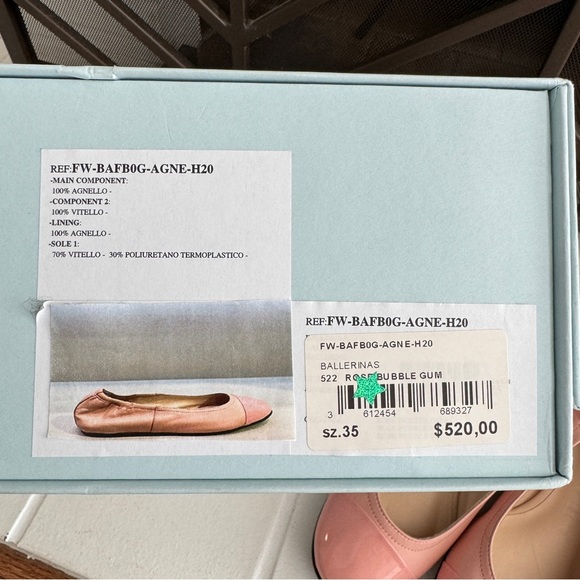 REF:FW-BAFB0G-AGNE-H20
-MAIN COMPONENT:
100% AGNELLO -
-COMPONENT 2:
100% VITELLO -
-LINING:
100% AGNELLO -
-SOLE 1:
70% VITELLO - 30% POLIURETANO TERMOPLASTICO -
REF:FW-BAFB0G-AGNE-H20
FW-BAFB0G-AGNE-H20
BALLERINAS
522 ROSE BUBBLE GUM
3 612454 689327
sz.35 $520,00